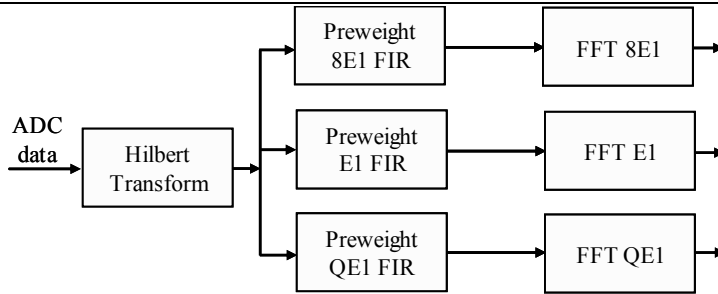 Preweight
8E1 FIR
FFT 8E1
ADC
data
Hilbert
Transform
Preweight
E1 FIR
FFT E1
Preweight
QE1 FIR
FFT QE1